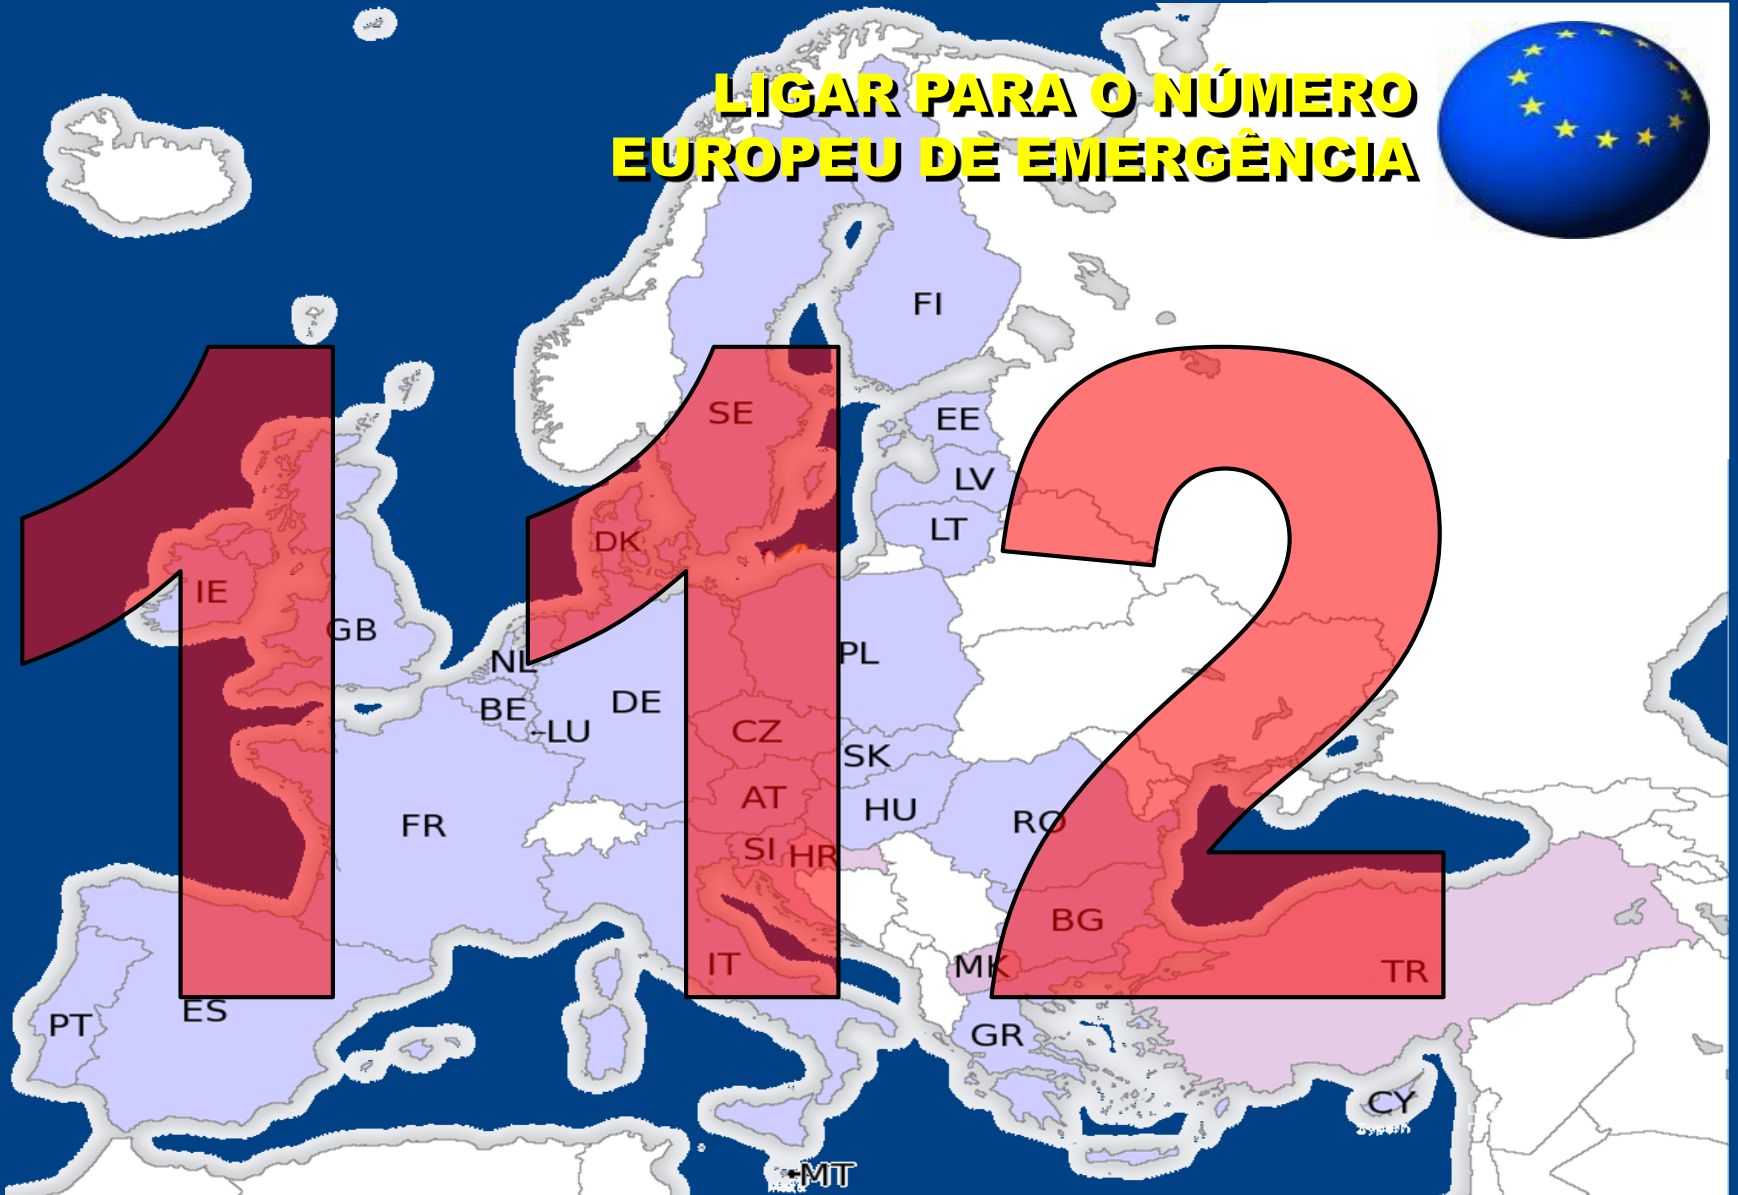 LIGAR PARA O NÚMERO
EUROPEU DE EMERGÊNCIA
112
FI
SE
EE
LV
LT
DK
IE
GB
NL
PL
BE
DE
LU
CZ
SK
AT
HU
FR
RO
SI
HR
BG
IT
MK
TR
ES
PT
GR
CY
Zypern
MT